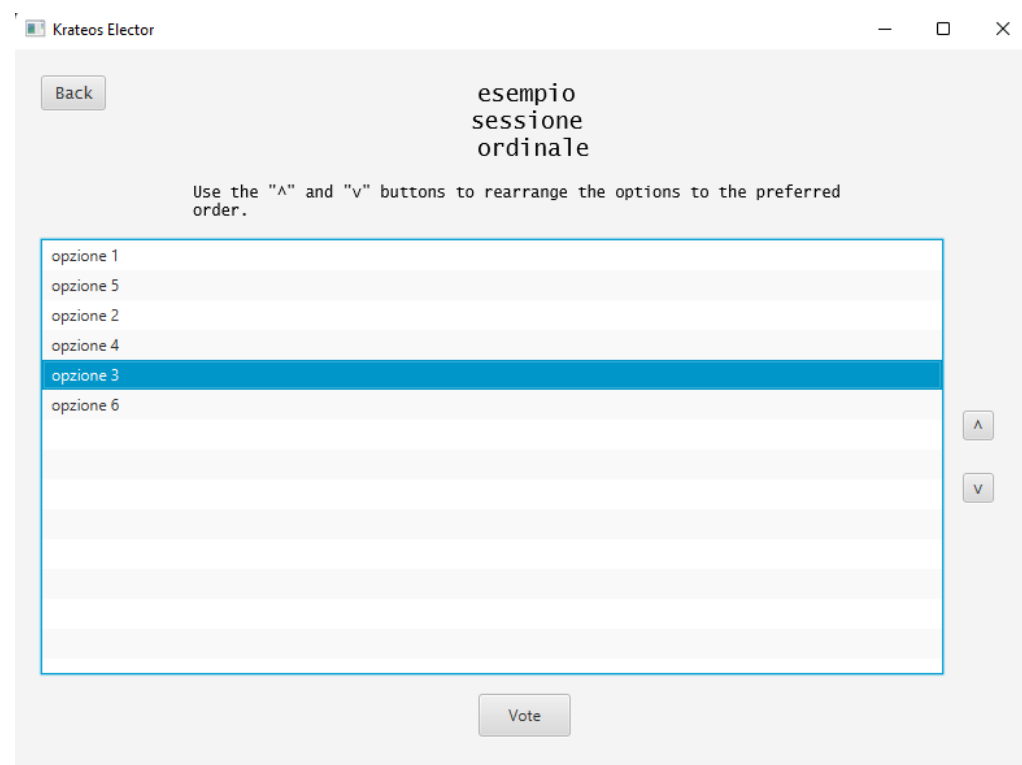 Krateos Elector
Back
esempio
sessione
ordinale
Use the "^" and "v" buttons to rearrange the options to the preferred
order.
opzione 1
opzione 5
opzione 2
opzione 4
opzione 3
opzione 6
^
v
Vote